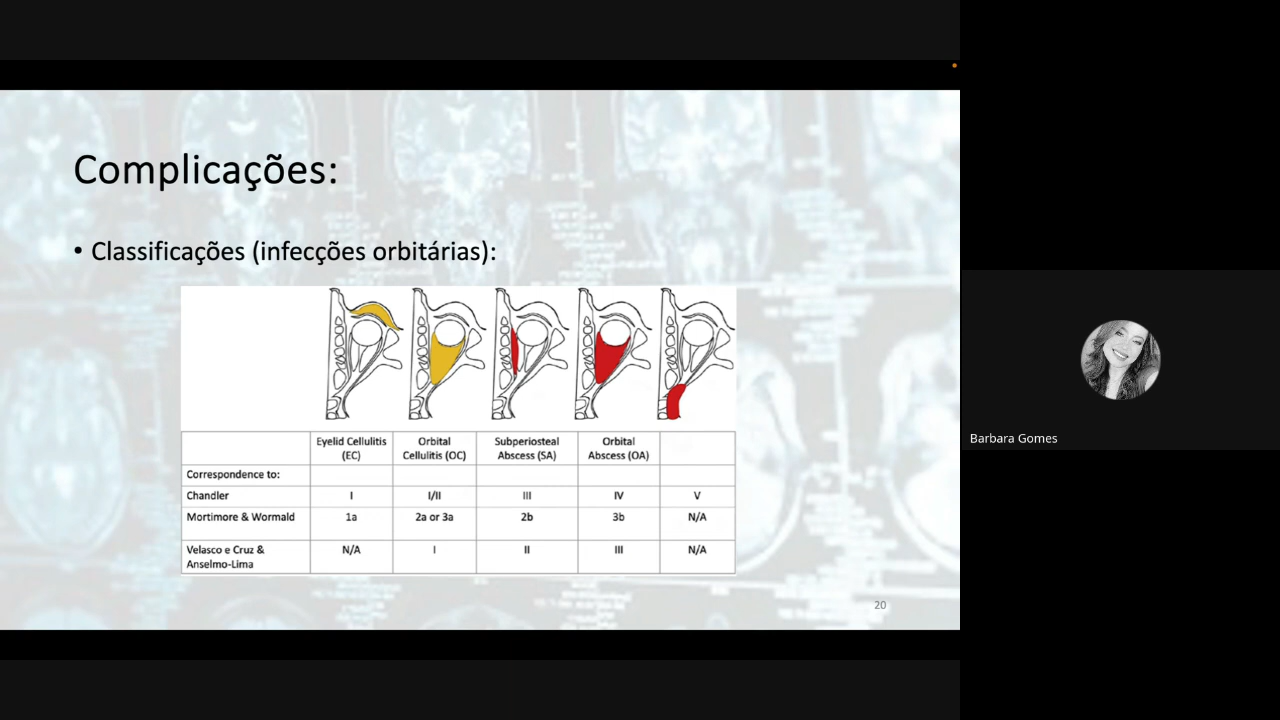 Complicações:
• Classificações (infecções orbitárias):
Eyelid Cellulitis (EC) Orbital Cellulitis (OC) Subperiosteal Abscess (SA) Orbital Abscess (OA)
Correspondence to:
Chandler I I/II III IV V
Mortimore & Wormald 1a 2a or 3a 2b 3b N/A
Velasco e Cruz & Anselmo-Lima N/A I II III N/A
20
Barbara Gomes